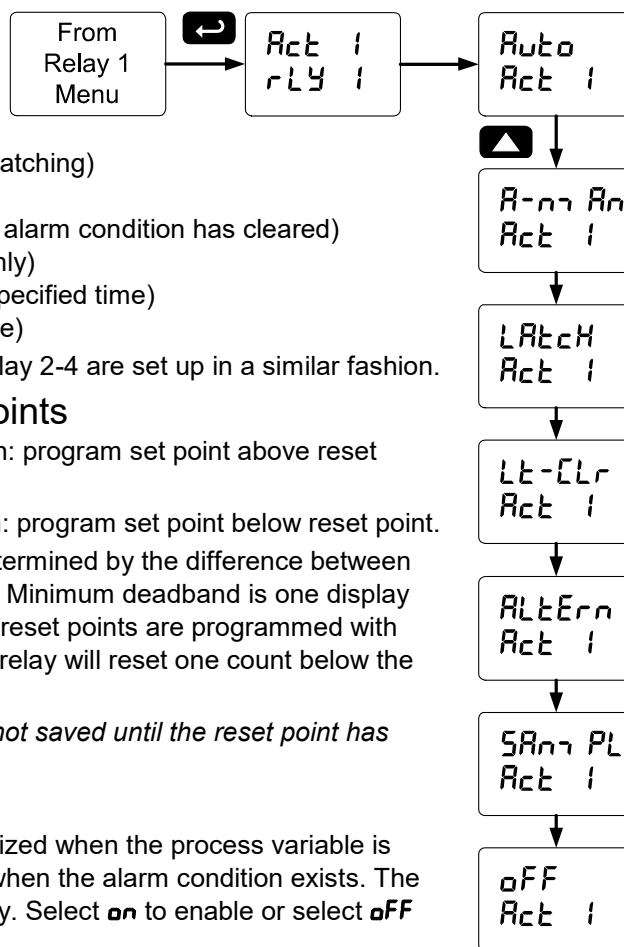 From
Relay 1
Menu
Act 1
rLY 1
Auto
Act 1
atching)
A-mAn
Act 1
alarm condition has cleared)
nly)
pecified time)
e)
lay 2-4 are set up in a similar fashion.
LAtcH
Act 1
oints
n: program set point above reset
n: program set point below reset point.
Lt-CLr
Act 1
termined by the difference between
Minimum deadband is one display
reset points are programmed with
relay will reset one count below the
ALtErn
Act 1
not saved until the reset point has
SAmPL
Act 1
ized when the process variable is
when the alarm condition exists. The
y. Select on to enable or select oFF
oFF
Act 1